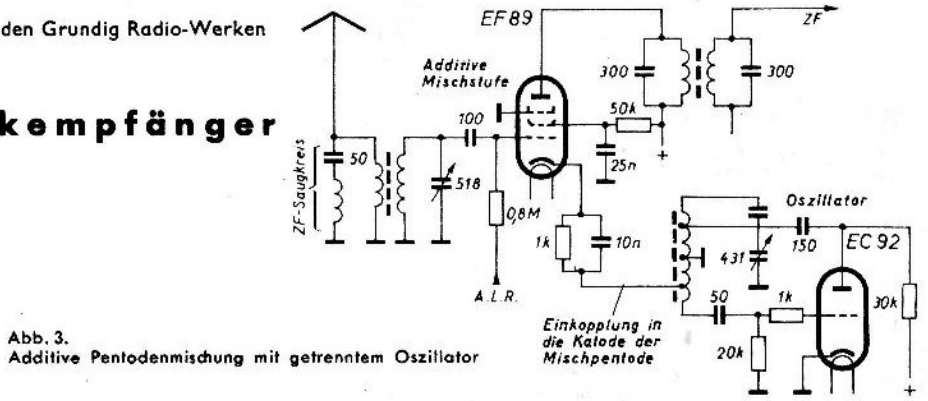 den Grundig Radio-Werken
kempfänger
EF 89
ZF
Additive
Mischstufe
300
300
50k
100
50
ZF-Saugkreis
518
25n
0,8M
1k
10n
A.L.R.
Oszillator
150
EC 92
431
50
1k
30k
20k
Einkopplung in
die Katode der
Mischpentode
+
+
Abb. 3.
Additive Pentodenmischung mit getrenntem Oszillator